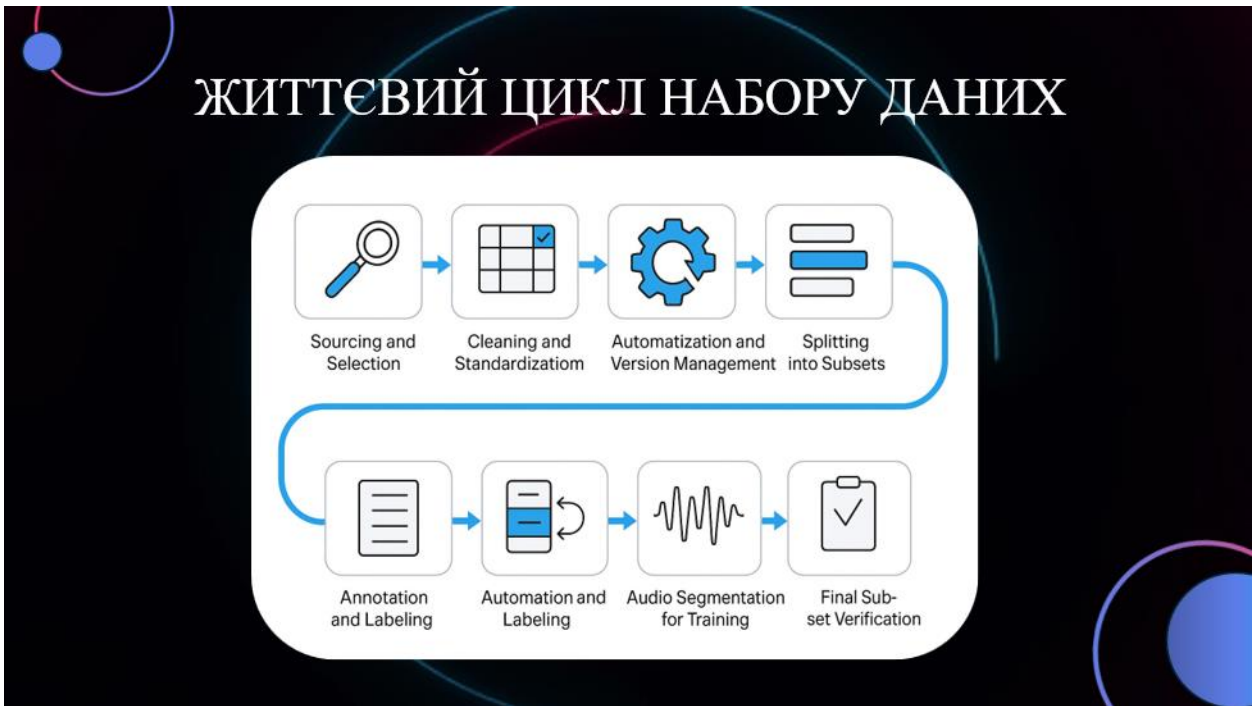 ЖИТТЄВИЙ ЦИКЛ НАБОРУ ДАНИХ
Sourcing and
Selection
Cleaning and
Standardizatiom
Automatization and
Version Management
Splitting
into Subsets
Annotation
and Labeling
Automation and
Labeling
Audio Segmentation
for Training
Final Sub-
set Verification